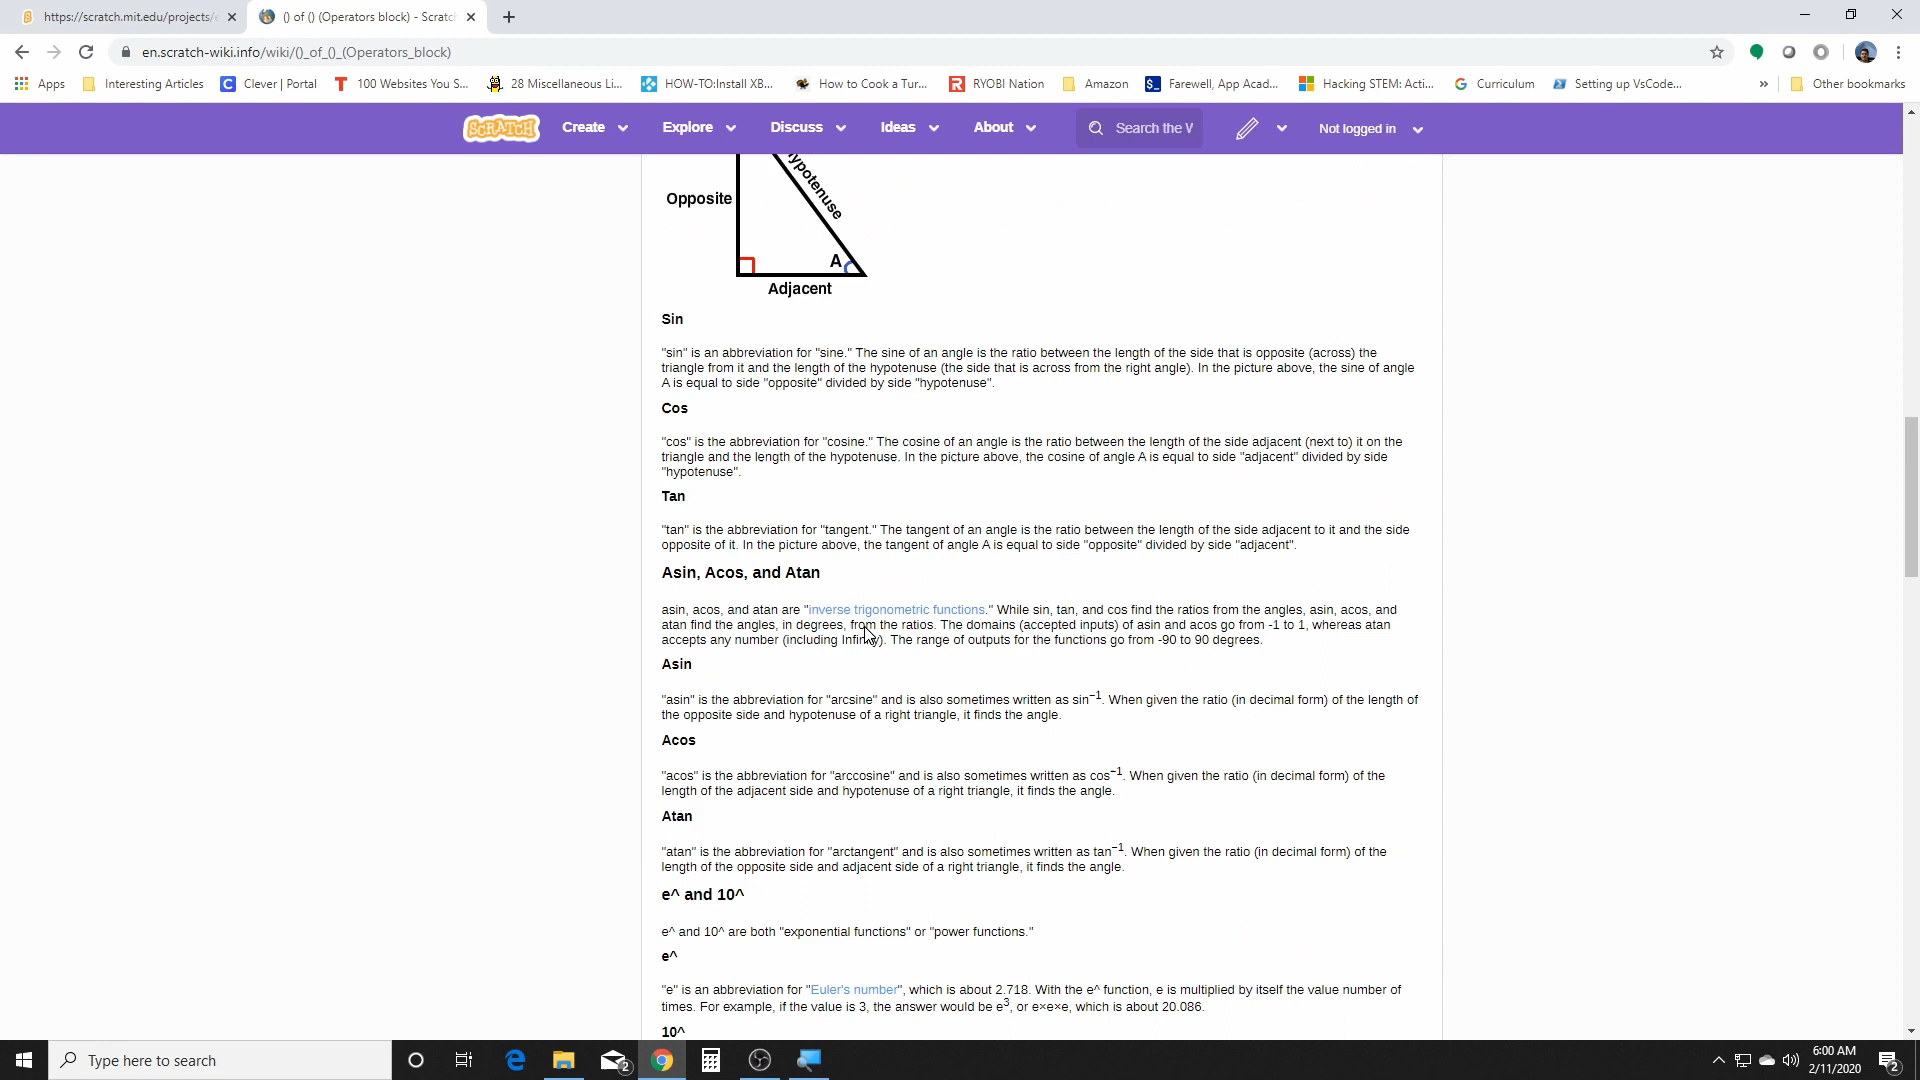 https://scratch.mit.edu/projects/
() of () (Operators block) - Scratc
en.scratch-wiki.info/wiki/()_of_()_(Operators_block)
Apps Interesting Articles Clever | Portal 100 Websites You S... 28 Miscellaneous Li... HOW-TO:Install XB... How to Cook a Tur... RYOBI Nation Amazon Farewell, App Acad... Hacking STEM: Acti... Curriculum Setting up VsCode... » Other bookmarks
SCRATCH Create Explore Discuss Ideas About Search the W Not logged in
Hypotenuse
Opposite
A
Adjacent
Sin
"sin" is an abbreviation for "sine." The sine of an angle is the ratio between the length of the side that is opposite (across) the
triangle from it and the length of the hypotenuse (the side that is across from the right angle). In the picture above, the sine of angle
A is equal to side "opposite" divided by side "hypotenuse".
Cos
"cos" is the abbreviation for "cosine." The cosine of an angle is the ratio between the length of the side adjacent (next to) it on the
triangle and the length of the hypotenuse. In the picture above, the cosine of angle A is equal to side "adjacent" divided by side
"hypotenuse".
Tan
"tan" is the abbreviation for "tangent." The tangent of an angle is the ratio between the length of the side adjacent to it and the side
opposite of it. In the picture above, the tangent of angle A is equal to side "opposite" divided by side "adjacent".
Asin, Acos, and Atan
asin, acos, and atan are "inverse trigonometric functions." While sin, tan, and cos find the ratios from the angles, asin, acos, and
atan find the angles, in degrees, from the ratios. The domains (accepted inputs) of asin and acos go from -1 to 1, whereas atan
accepts any number (including Infinity). The range of outputs for the functions go from -90 to 90 degrees.
Asin
"asin" is the abbreviation for "arcsine" and is also sometimes written as sin⁻¹. When given the ratio (in decimal form) of the length of
the opposite side and hypotenuse of a right triangle, it finds the angle.
Acos
"acos" is the abbreviation for "arccosine" and is also sometimes written as cos⁻¹. When given the ratio (in decimal form) of the
length of the adjacent side and hypotenuse of a right triangle, it finds the angle.
Atan
"atan" is the abbreviation for "arctangent" and is also sometimes written as tan⁻¹. When given the ratio (in decimal form) of the
length of the opposite side and adjacent side of a right triangle, it finds the angle.
e^ and 10^
e^ and 10^ are both "exponential functions" or "power functions."
e^
"e" is an abbreviation for "Euler's number", which is about 2.718. With the e^ function, e is multiplied by itself the value number of
times. For example, if the value is 3, the answer would be e³, or e×e×e, which is about 20.086.
10^
Type here to search
2
6:00 AM
2/11/2020
2